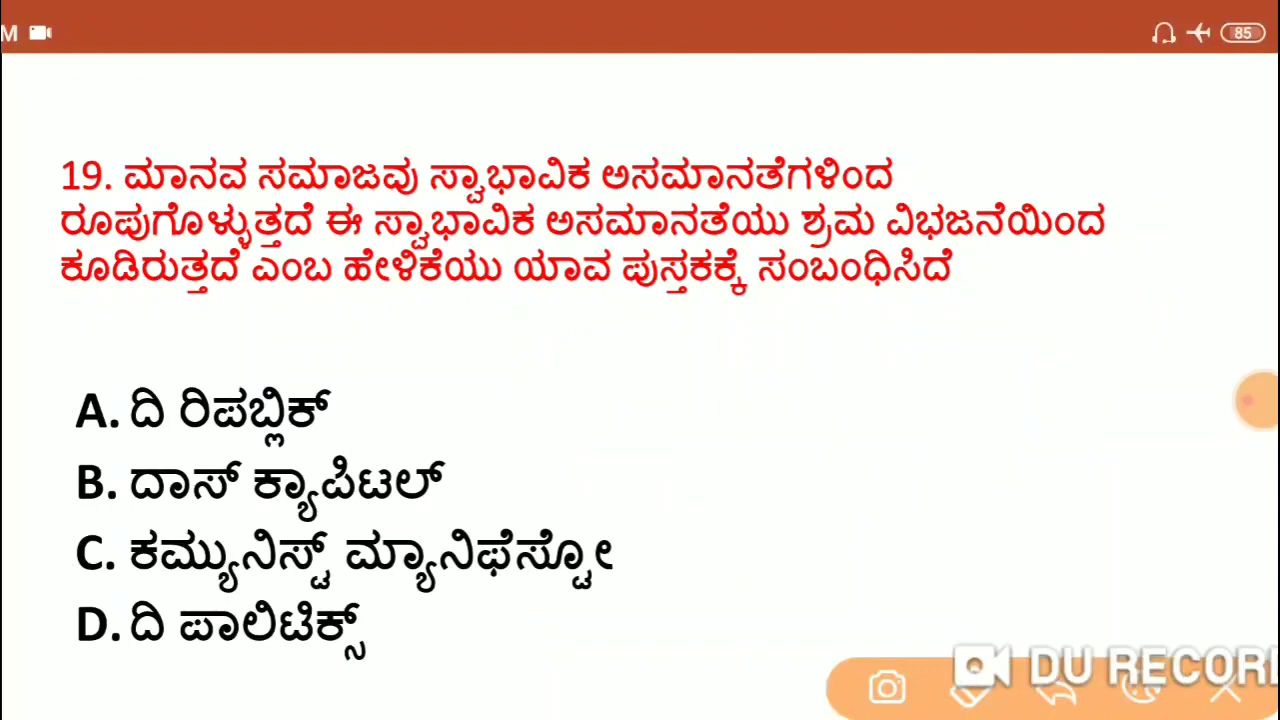 M
85
19. ಮಾನವ ಸಮಾಜವು ಸ್ವಾಭಾವಿಕ ಅಸಮಾನತೆಗಳಿಂದ
ರೂಪುಗೊಳ್ಳುತ್ತದೆ ಈ ಸ್ವಾಭಾವಿಕ ಅಸಮಾನತೆಯು ಶ್ರಮ ವಿಭಜನೆಯಿಂದ
ಕೂಡಿರುತ್ತದೆ ಎಂಬ ಹೇಳಿಕೆಯು ಯಾವ ಪುಸ್ತಕಕ್ಕೆ ಸಂಬಂಧಿಸಿದೆ
A. ದಿ ರಿಪಬ್ಲಿಕ್
B. ದಾಸ್ ಕ್ಯಾಪಿಟಲ್
C. ಕಮ್ಯುನಿಸ್ಟ್ ಮ್ಯಾನಿಫೆಸ್ಟೋ
D. ದಿ ಪಾಲಿಟಿಕ್ಸ್
DU RECOR